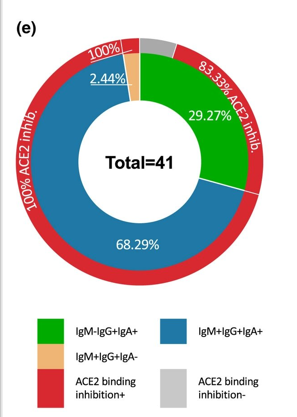 (e)
100%
2.44%
83.33% ACE2 inhib.
29.27%
100% ACE2 inhib.
Total=41
68.29%
IgM-IgG+IgA+
IgM+IgG+IgA+
IgM+IgG+IgA-
ACE2 binding
inhibition+
ACE2 binding
inhibition-